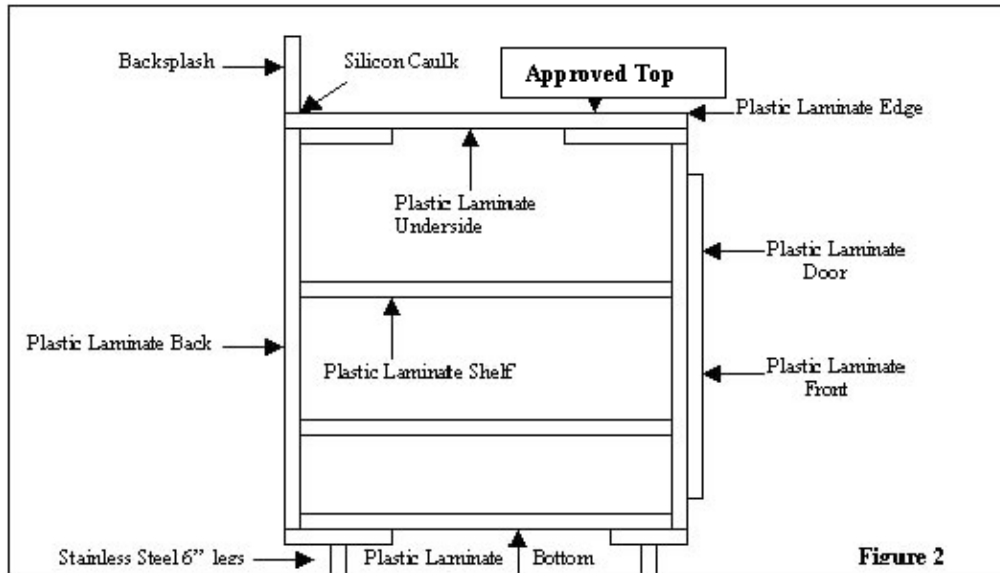 Backsplash
Silicon Caulk
Approved Top
Plastic Laminate Edge
Plastic Laminate
Underside
Plastic Laminate
Door
Plastic Laminate Back
Plastic Laminate Shelf
Plastic Laminate
Front
Stainless Steel 6” legs
Plastic Laminate Bottom
Figure 2